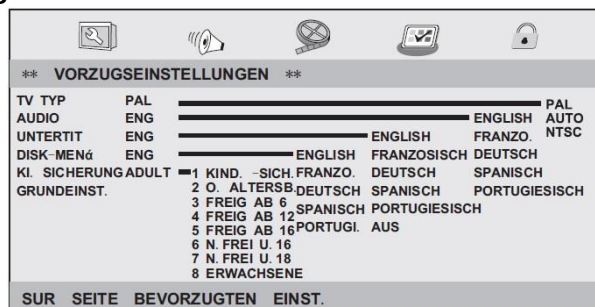 ** VORZUGSEINSTELLUNGEN **
TV TYP PAL PAL
AUDIO ENG ENGLISH AUTO
UNTERTIT ENG ENGLISH FRANZO. NTSC
DISK-MENá ENG ENGLISH FRANZOSISCH DEUTSCH
KI. SICHERUNG ADULT 1 KIND. -SICH. FRANZO. DEUTSCH SPANISCH
GRUNDEINST. 2 O. ALTERSB. DEUTSCH SPANISCH PORTUGIESISCH
3 FREIG AB 6
4 FREIG AB 12 SPANISCH PORTUGIESISCH
5 FREIG AB 16 PORTUGI. AUS
6 N. FREI U. 16
7 N. FREI U. 18
8 ERWACHSENE
SUR SEITE BEVORZUGTEN EINST.